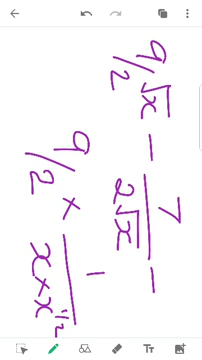 9/2 √x − 7/(2√x) −
9/2 × 1/(x × x^1/2)